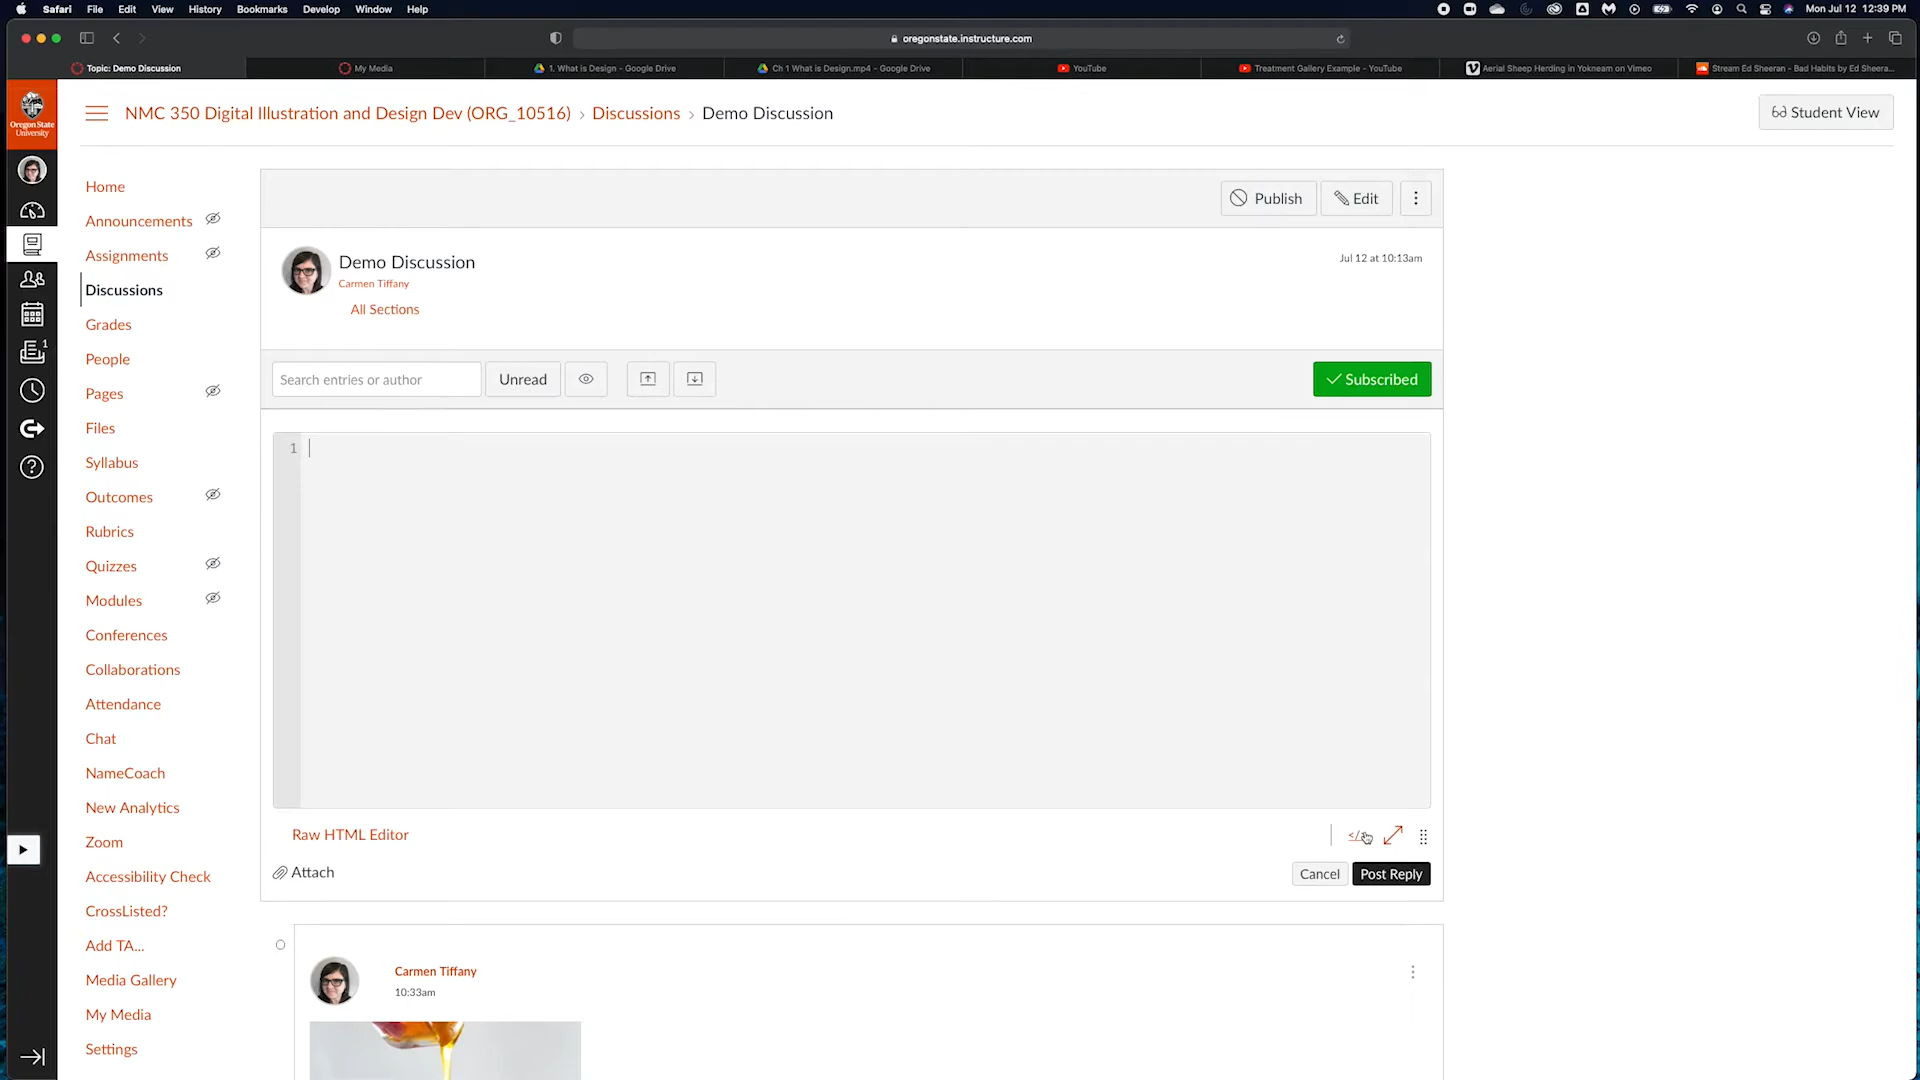 Safari File Edit View History Bookmarks Develop Window Help Mon Jul 12 12:39 PM
oregonstate.instructure.com
Topic: Demo Discussion My Media 1. What is Design - Google Drive Ch 1 What is Design.mp4 - Google Drive YouTube Treatment Gallery Example - YouTube Aerial Sheep Herding in Yokneam on Vimeo Stream Ed Sheeran - Bad Habits by Ed Sheera...
Oregon State
University
NMC 350 Digital Illustration and Design Dev (ORG_10516) › Discussions › Demo Discussion
Student View
Home
Announcements
Assignments
Discussions
Grades
People
Pages
Files
Syllabus
Outcomes
Rubrics
Quizzes
Modules
Conferences
Collaborations
Attendance
Chat
NameCoach
New Analytics
Zoom
Accessibility Check
CrossListed?
Add TA...
Media Gallery
My Media
Settings
1
Publish Edit
Demo Discussion
Jul 12 at 10:13am
Carmen Tiffany
All Sections
Search entries or author Unread Subscribed
1
Raw HTML Editor
</>
Attach
Cancel Post Reply
Carmen Tiffany
10:33am